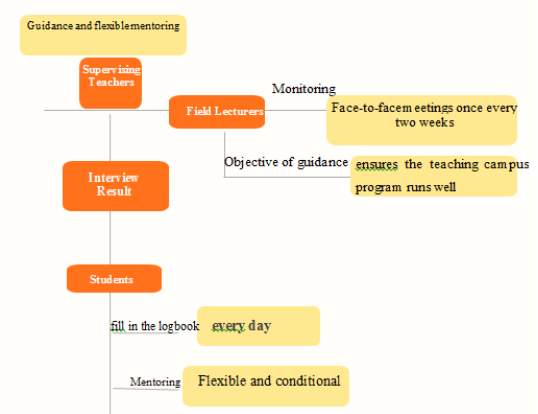 Guidance and flexiblementoring
Supervising
Teachers
Monitoring
Field Lecturers
Face-to-facem eetings once every
two weeks
Objective of guidance
ensures the teaching campus
program runs well
Interview
Result
Students
fill in the logbook
every day
Mentoring
Flexible and conditional